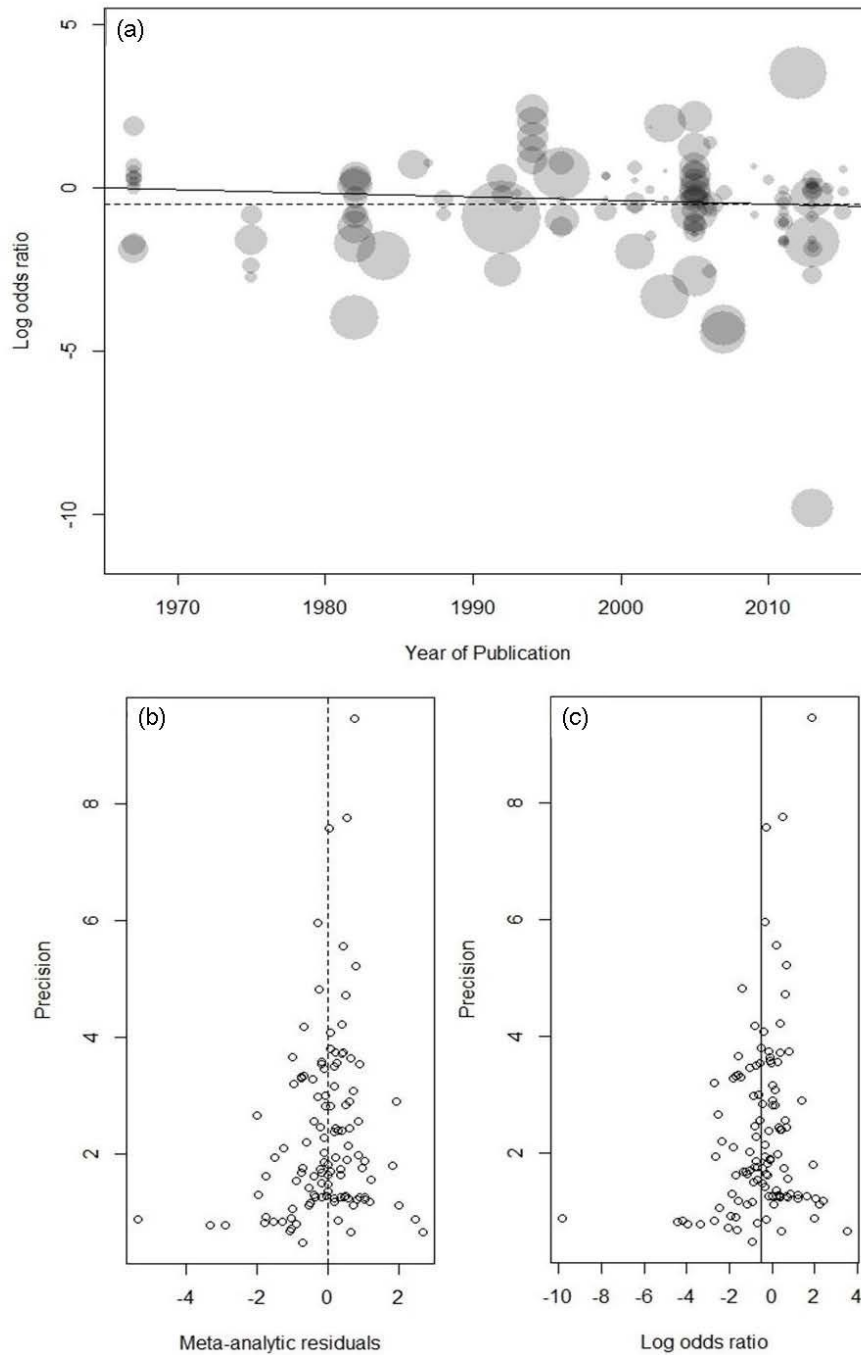 (a)
5
0
-5
-10
Log odds ratio
1970 1980 1990 2000 2010
Year of Publication
(b)
8
6
4
2
Precision
-4 -2 0 2
Meta-analytic residuals
(c)
8
6
4
2
Precision
-10 -8 -6 -4 -2 0 2 4
Log odds ratio